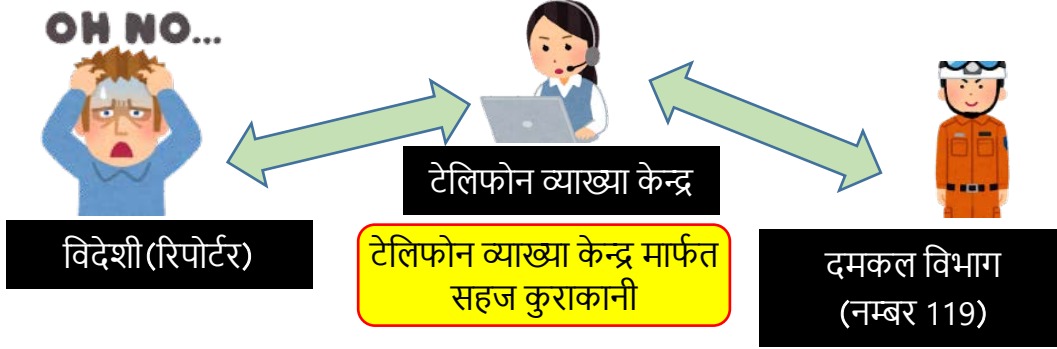 OH NO...
टेलिफोन व्याख्या केन्द्र
विदेशी(रिपोर्टर)
टेलिफोन व्याख्या केन्द्र मार्फत
सहज कुराकानी
दमकल विभाग
(नम्बर 119)